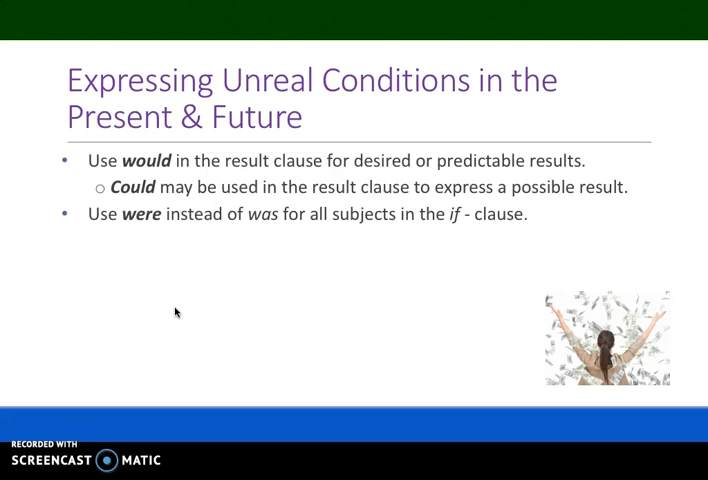 Expressing Unreal Conditions in the
Present & Future
• Use would in the result clause for desired or predictable results.
○ Could may be used in the result clause to express a possible result.
• Use were instead of was for all subjects in the if - clause.
RECORDED WITH
SCREENCAST MATIC